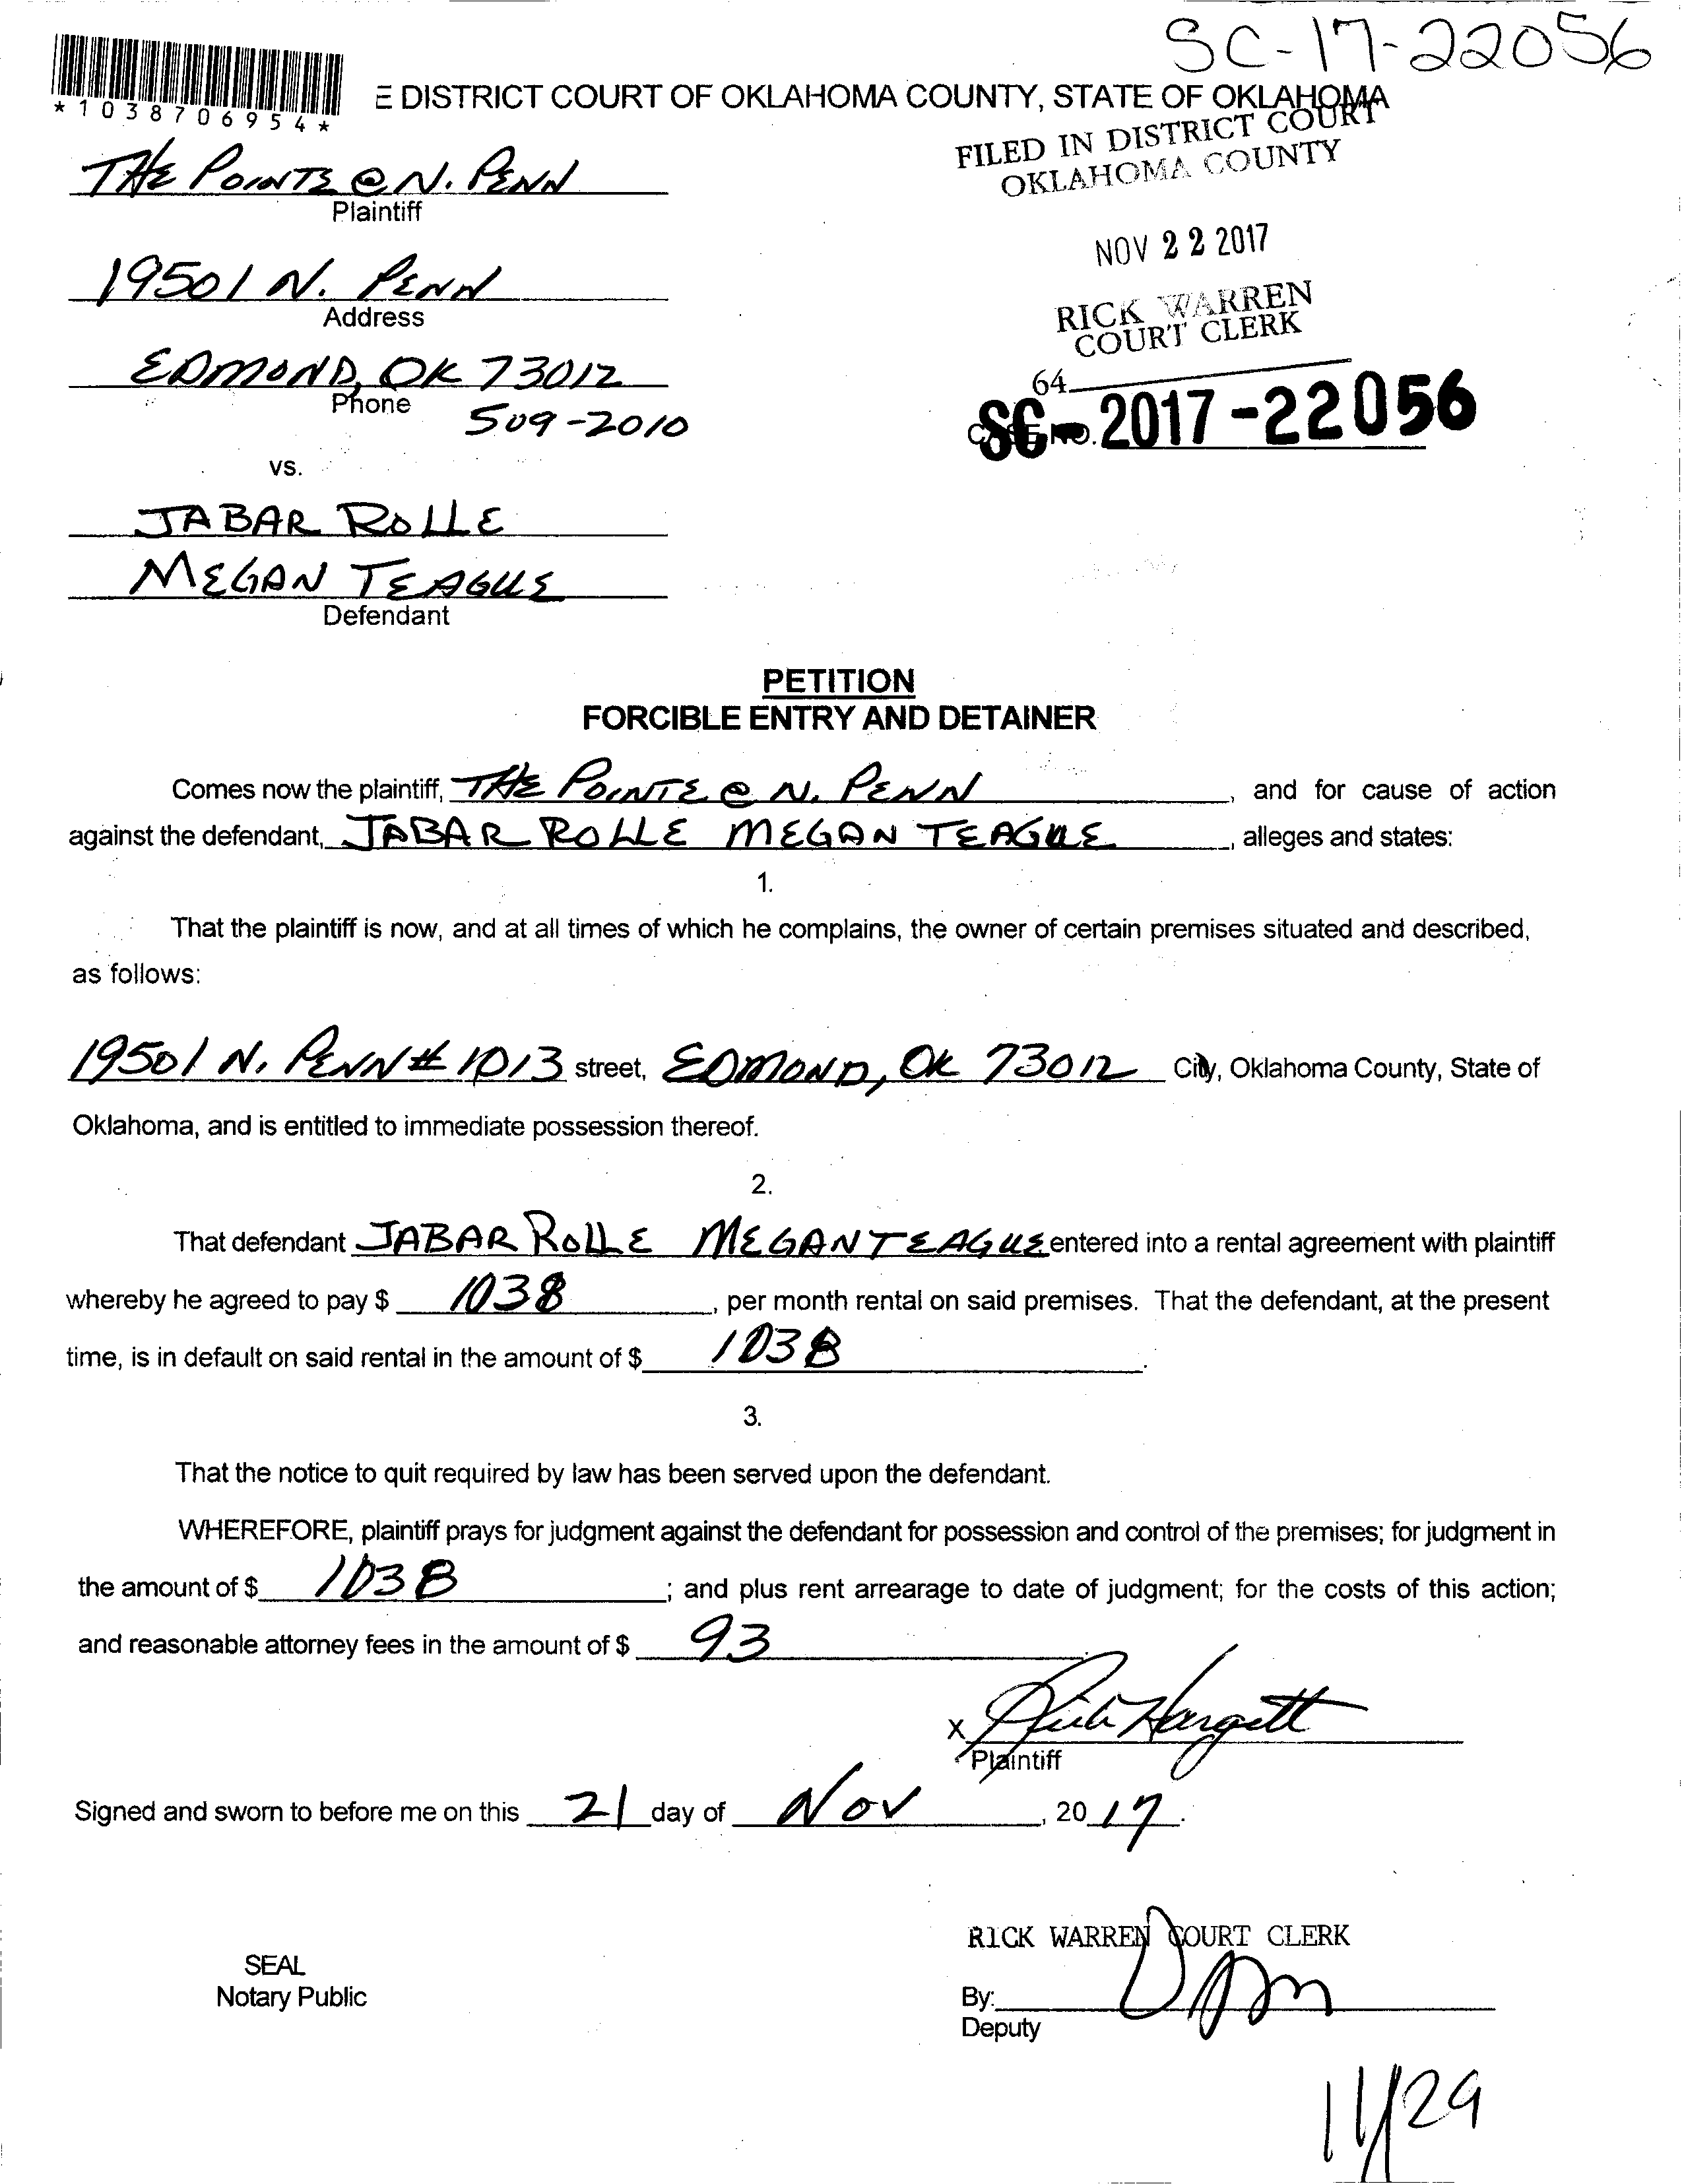 SC-17-22056
*1038706954*
E DISTRICT COURT OF OKLAHOMA COUNTY, STATE OF OKLAHOMA
FILED IN DISTRICT COURT
OKLAHOMA COUNTY
THE POINTE @ N. PENN
Plaintiff
NOV 22 2017
19501 N. PENN
Address
RICK WARREN
COURT CLERK
EDMOND, OK 73012
Phone
509-2010
64
SC-2017-22056
vs.
JABAR ROLLE
MEGAN TEAGUE
Defendant
PETITION
FORCIBLE ENTRY AND DETAINER
Comes now the plaintiff, THE POINTE @ N. PENN, and for cause of action
against the defendant, JABAR ROLLE MEGAN TEAGUE, alleges and states:
1.
That the plaintiff is now, and at all times of which he complains, the owner of certain premises situated and described,
as follows:
19501 N. PENN # 1013 street, EDMOND, OK 73012 City, Oklahoma County, State of
Oklahoma, and is entitled to immediate possession thereof.
2.
That defendant JABAR ROLLE MEGAN TEAGUE entered into a rental agreement with plaintiff
whereby he agreed to pay $ 1038, per month rental on said premises. That the defendant, at the present
time, is in default on said rental in the amount of $ 1038.
3.
That the notice to quit required by law has been served upon the defendant.
WHEREFORE, plaintiff prays for judgment against the defendant for possession and control of the premises; for judgment in
the amount of $ 1038; and plus rent arrearage to date of judgment; for the costs of this action;
and reasonable attorney fees in the amount of $ 93.
X
Plaintiff
Signed and sworn to before me on this 21 day of Nov, 2017.
RICK WARREN COURT CLERK
SEAL
Notary Public
By:
Deputy
11/29